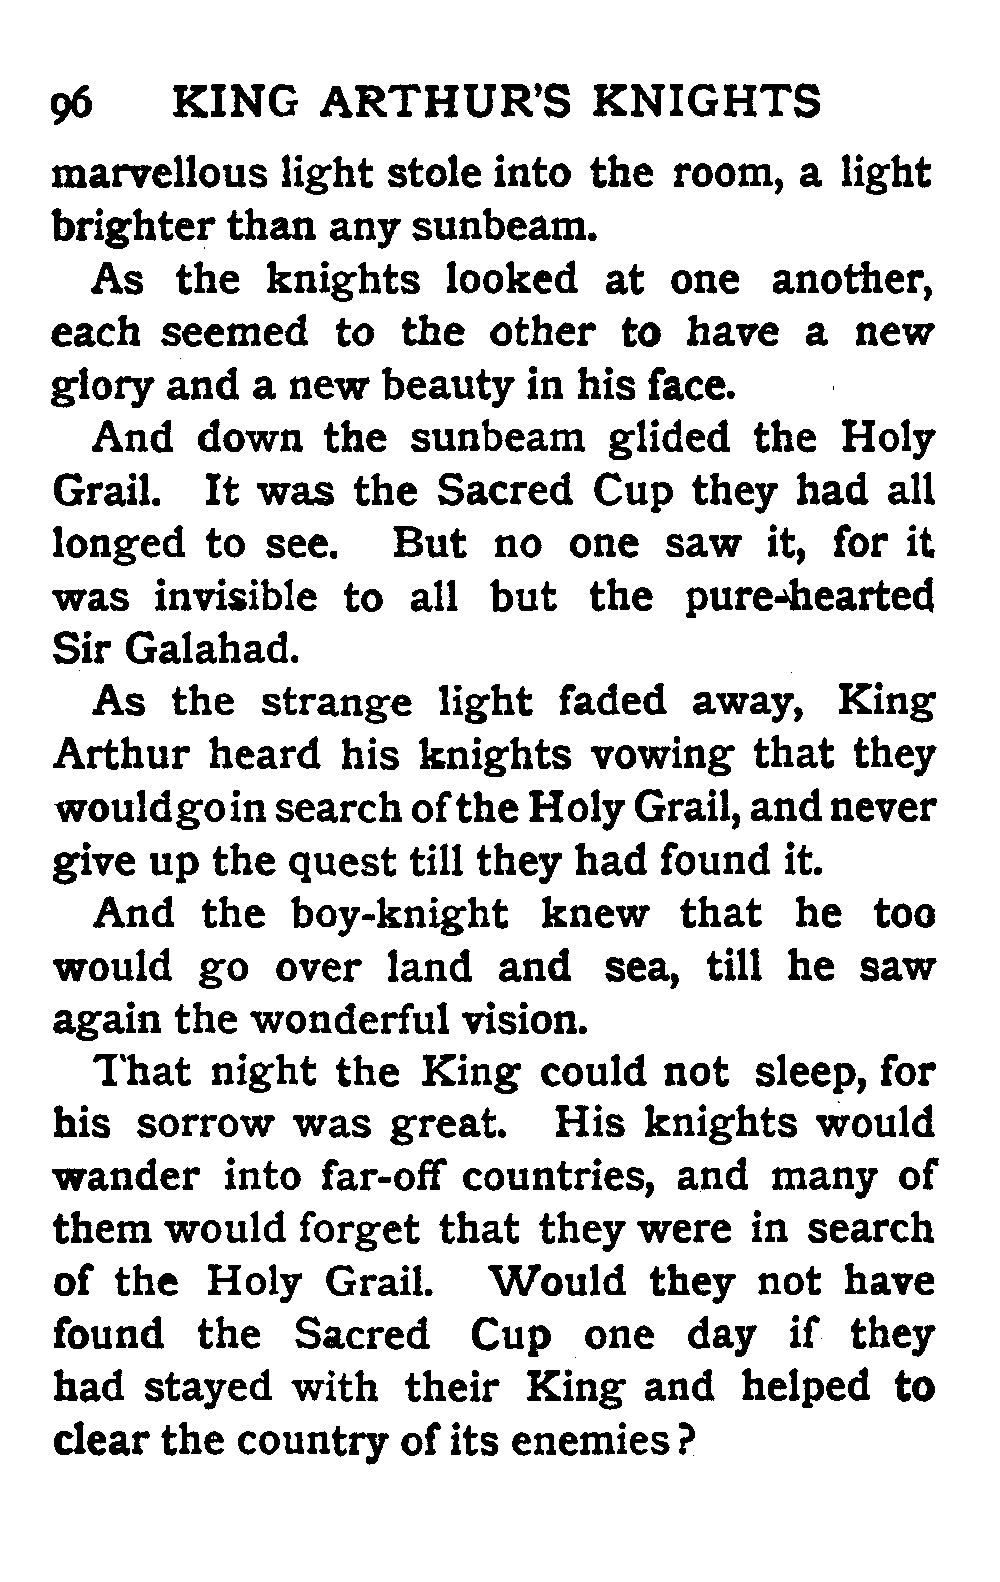 96 KING ARTHUR'S KNIGHTS
marvellous light stole into the room, a light
brighter than any sunbeam.
As the knights looked at one another,
each seemed to the other to have a new
glory and a new beauty in his face.
And down the sunbeam glided the Holy
Grail. It was the Sacred Cup they had all
longed to see. But no one saw it, for it
was invisible to all but the pure-hearted
Sir Galahad.
As the strange light faded away, King
Arthur heard his knights vowing that they
would go in search of the Holy Grail, and never
give up the quest till they had found it.
And the boy-knight knew that he too
would go over land and sea, till he saw
again the wonderful vision.
That night the King could not sleep, for
his sorrow was great. His knights would
wander into far-off countries, and many of
them would forget that they were in search
of the Holy Grail. Would they not have
found the Sacred Cup one day if they
had stayed with their King and helped to
clear the country of its enemies?